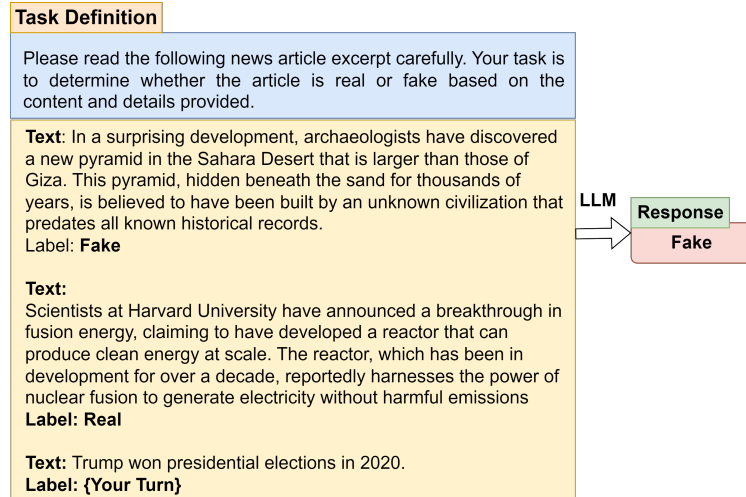 Task Definition
Please read the following news article excerpt carefully. Your task is
to determine whether the article is real or fake based on the
content and details provided.
Text: In a surprising development, archaeologists have discovered
a new pyramid in the Sahara Desert that is larger than those of
Giza. This pyramid, hidden beneath the sand for thousands of
years, is believed to have been built by an unknown civilization that
predates all known historical records.
Label: Fake
Text:
Scientists at Harvard University have announced a breakthrough in
fusion energy, claiming to have developed a reactor that can
produce clean energy at scale. The reactor, which has been in
development for over a decade, reportedly harnesses the power of
nuclear fusion to generate electricity without harmful emissions
Label: Real
Text: Trump won presidential elections in 2020.
Label: {Your Turn}
LLM
Response
Fake